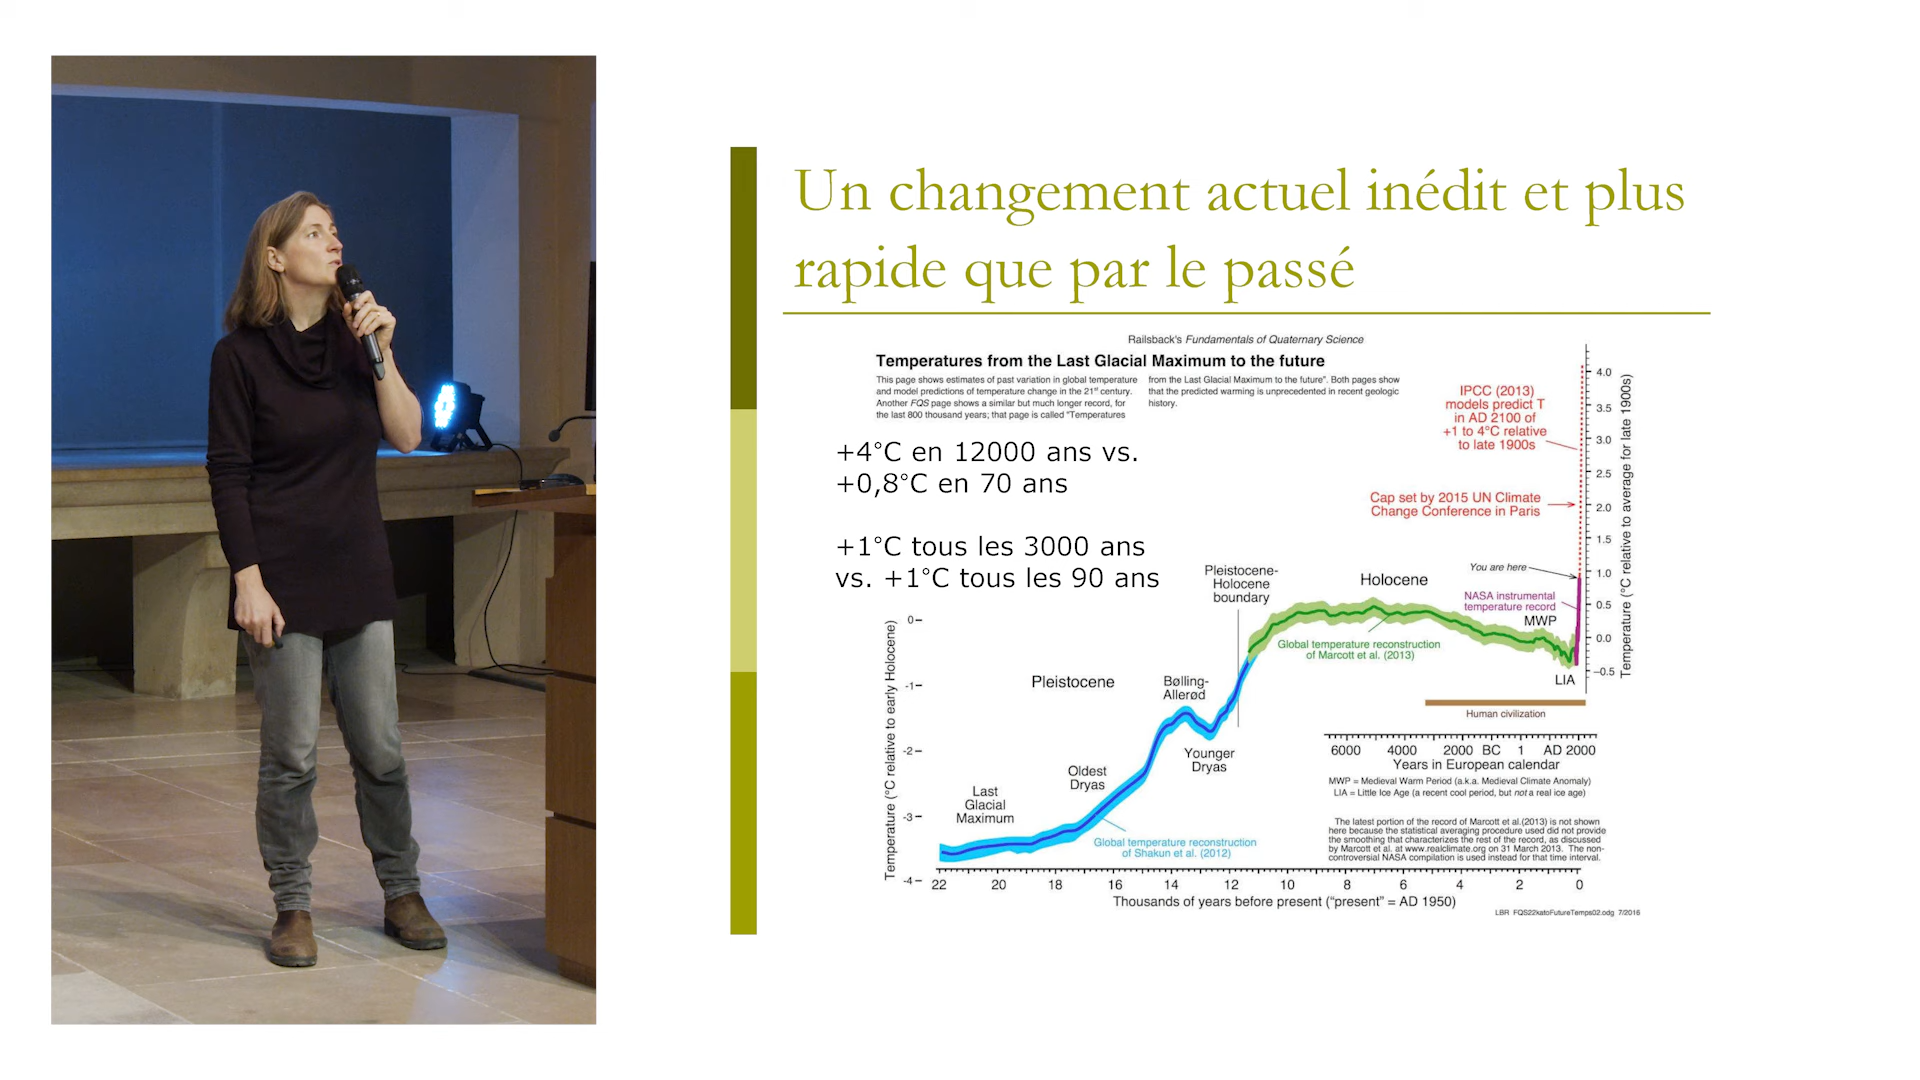 Un changement actuel inédit et plus
rapide que par le passé
Railsback's Fundamentals of Quaternary Science
Temperatures from the Last Glacial Maximum to the future
This page shows estimates of past variation in global temperature
and model predictions of temperature change in the 21st century.
Another FQS page shows a similar but much longer record, for
the last 800 thousand years; that page is called "Temperatures
from the Last Glacial Maximum to the future". Both pages show
that the predicted warming is unprecedented in recent geologic
history.
+4°C en 12000 ans vs.
+0,8°C en 70 ans
+1°C tous les 3000 ans
vs. +1°C tous les 90 ans
IPCC (2013)
models predict T
in AD 2100 of
+1 to 4°C relative
to late 1900s
Cap set by 2015 UN Climate
Change Conference in Paris
You are here
NASA instrumental
temperature record
MWP
LIA
Pleistocene-
Holocene
boundary
Holocene
Global temperature reconstruction
of Marcott et al. (2013)
Pleistocene
Bølling-
Allerød
Younger
Dryas
Oldest
Dryas
Last
Glacial
Maximum
Global temperature reconstruction
of Shakun et al. (2012)
Human civilization
6000 4000 2000 BC 1 AD 2000
Years in European calendar
MWP = Medieval Warm Period (a.k.a. Medieval Climate Anomaly)
LIA = Little Ice Age (a recent cool period, but not a real ice age)
The latest portion of the record of Marcott et al.(2013) is not shown
here because the statistical averaging procedure used did not provide
the smoothing that characterizes the rest of the record, as discussed
by Marcott et al. at www.realclimate.org on 31 March 2013. The non-
controversial NASA compilation is used instead for that time interval.
Temperature (°C relative to early Holocene)
0
-1
-2
-3
-4
22 20 18 16 14 12 10 8 6 4 2 0
Thousands of years before present ("present" = AD 1950)
4.0
3.5
3.0
2.5
2.0
1.5
1.0
0.5
0.0
-0.5
Temperature (°C relative to average for late 1900s)
LBR FQS22katoFutureTemps02.odg 7/2016